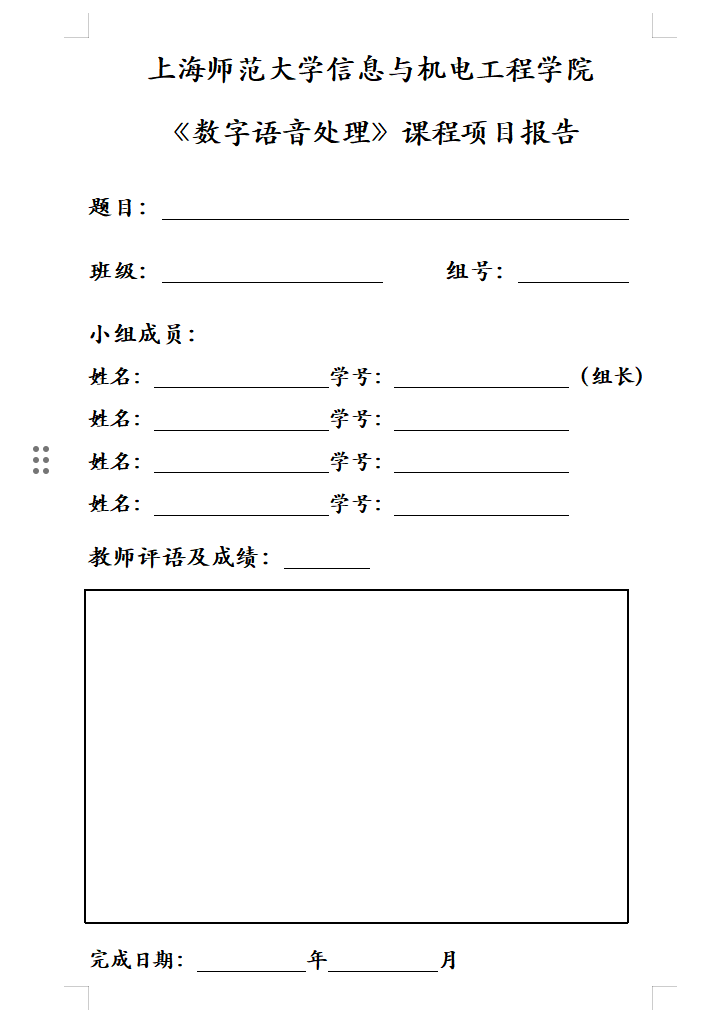 上海师范大学信息与机电工程学院
《数字语音处理》课程项目报告
题目：
班级： 组号：
小组成员：
姓名： 学号： （组长）
姓名： 学号：
姓名： 学号：
姓名： 学号：
教师评语及成绩：
完成日期： 年 月